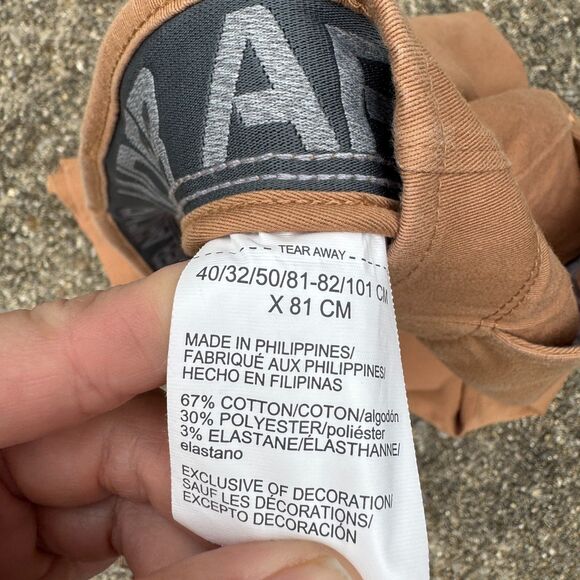 AR
- TEAR AWAY - - -
40/32/50/81-82/101 CM
X 81 CM
MADE IN PHILIPPINES/
FABRIQUÉ AUX PHILIPPINES/
HECHO EN FILIPINAS
67% COTTON/COTON/algodón
30% POLYESTER/poliéster
3% ELASTANE/ÉLASTHANNE/
elastano
EXCLUSIVE OF DECORATION/
SAUF LES DÉCORATIONS/
EXCEPTO DECORACIÓN